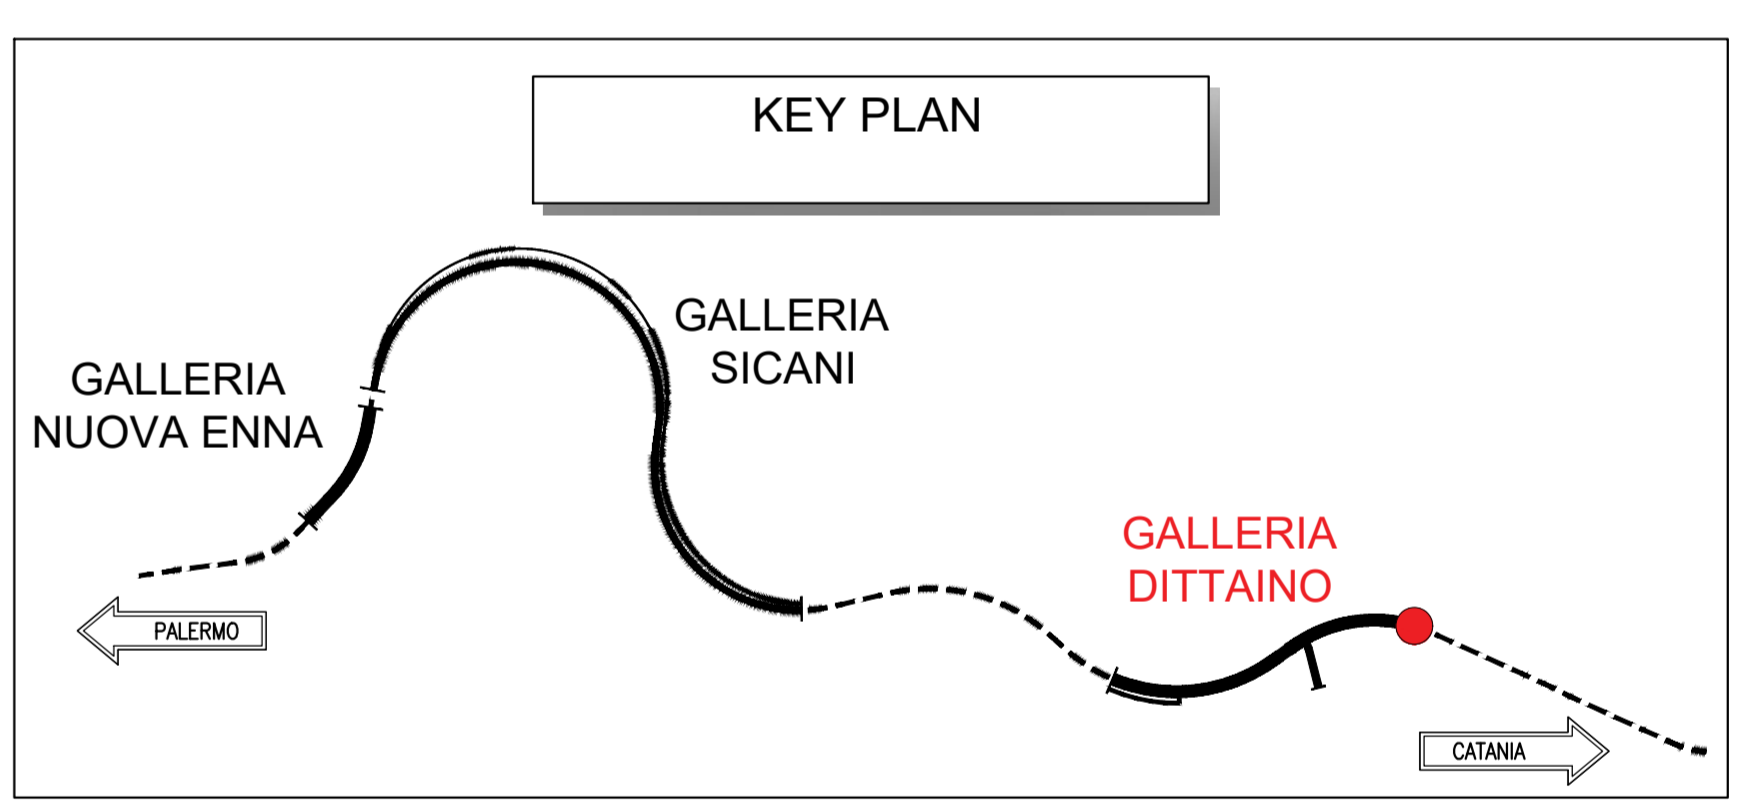 KEY PLAN
GALLERIA
SICANI
GALLERIA
NUOVA ENNA
GALLERIA
DITTAINO
PALERMO
CATANIA